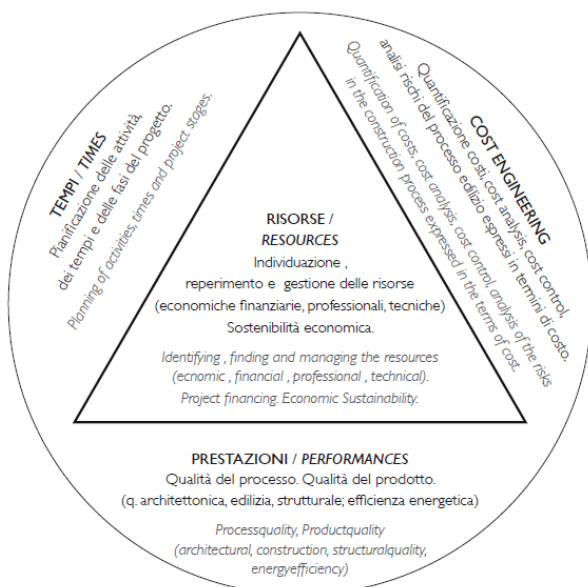 TEMPI / TIMES
Pianificazione delle attività,
dei tempi e delle fasi del progetto.
Planning of activities, times and project stages.
COST ENGINEERING
Quantificazione costi, cost analysis, cost control,
analisi rischi del processo edilizio espressi in termini di costo.
Quantification of costs, cost analysis, cost control, analysis of the risks
in the construction process expressed in the terms of cost.
RISORSE /
RESOURCES
Individuazione ,
reperimento e gestione delle risorse
(economiche finanziarie, professionali, tecniche)
Sostenibilità economica.
Identifying , finding and managing the resources
(ecnomic , financial , professional , technical).
Project financing. Economic Sustainability.
PRESTAZIONI / PERFORMANCES
Qualità del processo. Qualità del prodotto.
(q. architettonica, edilizia, strutturale; efficienza energetica)
Processquality, Productquality
(architectural, construction, structuralquality,
energyefficiency)